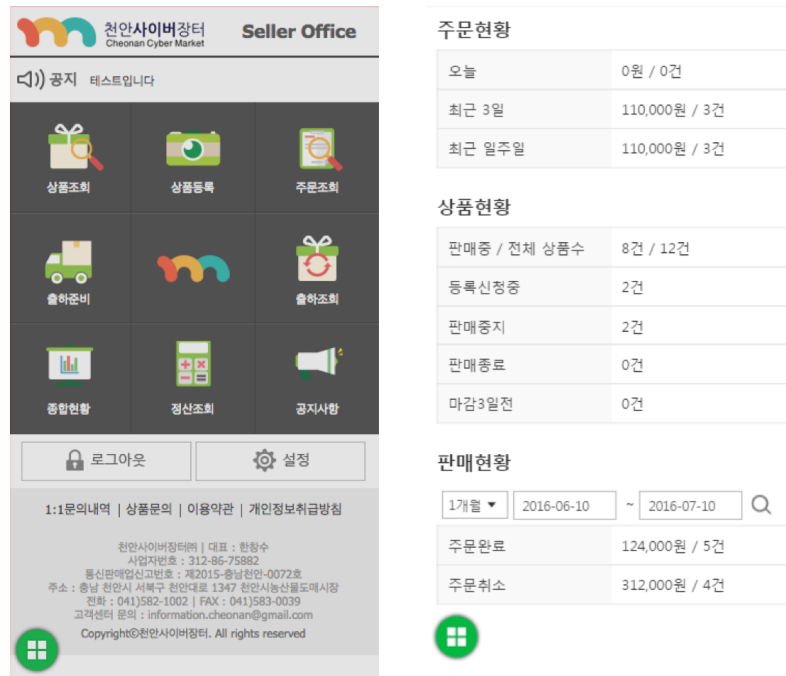 천안사이버장터
Cheonan Cyber Market
Seller Office
공지 테스트입니다
상품조회
상품등록
주문조회
출하준비
출하조회
종합현황
정산조회
공지사항
로그아웃
설정
1:1문의내역 | 상품문의 | 이용약관 | 개인정보취급방침
천안사이버장터㈜ | 대표 : 한창수
사업자번호 : 312-86-75882
통신판매업신고번호 : 제2015-충남천안-0072호
주소 : 충남 천안시 서북구 천안대로 1347 천안시농산물도매시장
전화 : 041)582-1002 | FAX : 041)583-0039
고객센터 문의 : information.cheonan@gmail.com
Copyright©천안사이버장터. All rights reserved
주문현황
오늘 0원 / 0건
최근 3일 110,000원 / 3건
최근 일주일 110,000원 / 3건
상품현황
판매중 / 전체 상품수 8건 / 12건
등록신청중 2건
판매중지 2건
판매종료 0건
마감3일전 0건
판매현황
1개월 ▼ 2016-06-10 ~ 2016-07-10
주문완료 124,000원 / 5건
주문취소 312,000원 / 4건